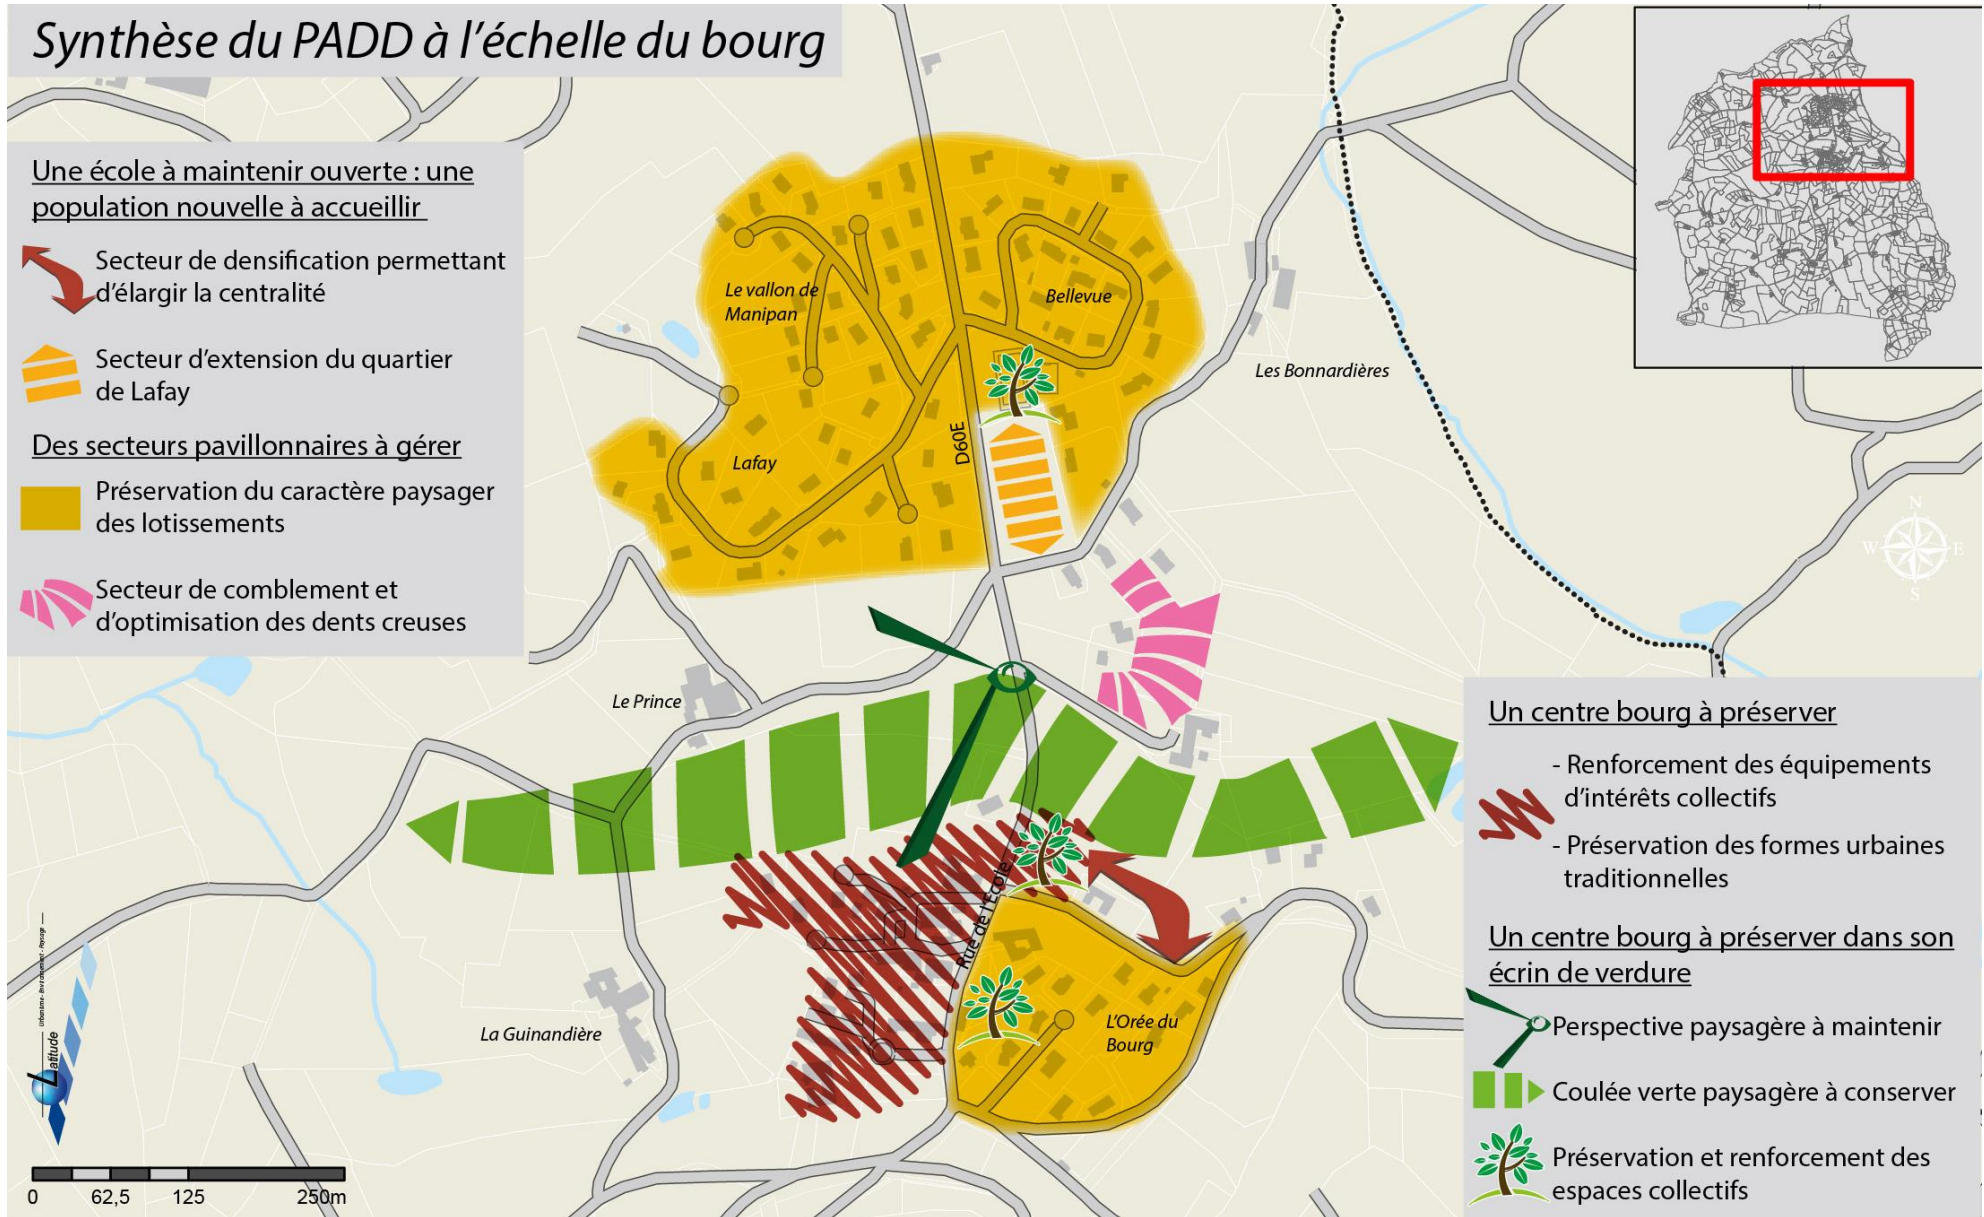 Synthèse du PADD à l'échelle du bourg
Une école à maintenir ouverte : une
population nouvelle à accueillir
Secteur de densification permettant
d'élargir la centralité
Secteur d'extension du quartier
de Lafay
Des secteurs pavillonnaires à gérer
Préservation du caractère paysager
des lotissements
Secteur de comblement et
d'optimisation des dents creuses
Le vallon de
Manipan
Bellevue
Les Bonnardières
D60E
Lafay
N
W
E
S
Le Prince
Rue de l'Ecole
La Guinandière
L'Orée du
Bourg
Un centre bourg à préserver
- Renforcement des équipements
d'intérêts collectifs
- Préservation des formes urbaines
traditionnelles
Un centre bourg à préserver dans son
écrin de verdure
Perspective paysagère à maintenir
Coulée verte paysagère à conserver
Préservation et renforcement des
espaces collectifs
Latitude
Urbanisme - Environnement - Paysage
0 62,5 125 250m